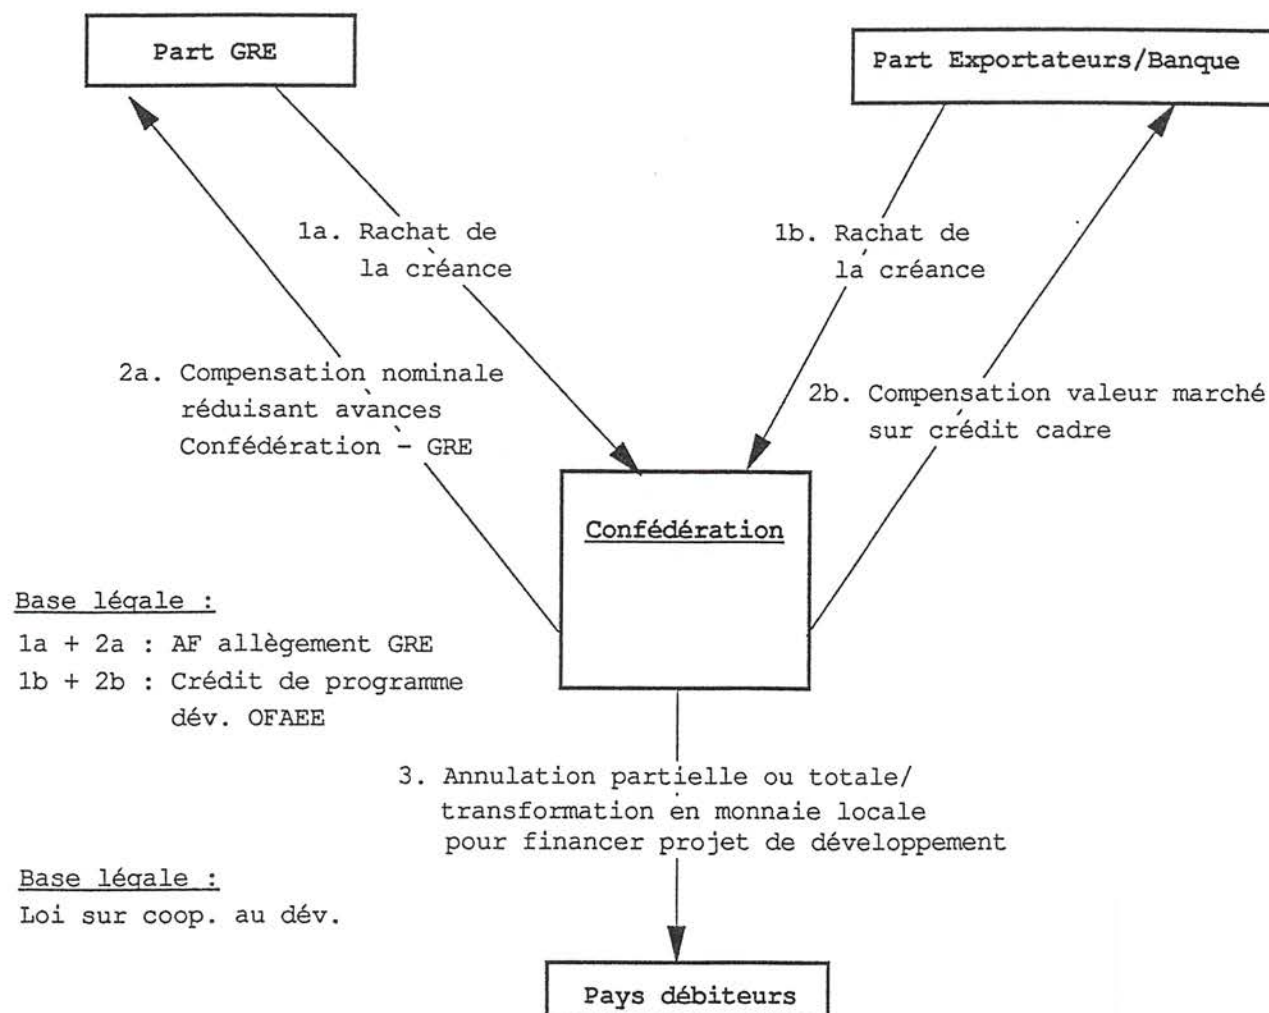 Part GRE
Part Exportateurs/Banque
1a. Rachat de
la créance
1b. Rachat de
la créance
2a. Compensation nominale
réduisant avances
Confédération - GRE
2b. Compensation valeur marché
sur crédit cadre
Confédération
Base légale :
1a + 2a : AF allègement GRE
1b + 2b : Crédit de programme
dév. OFAEE
3. Annulation partielle ou totale/
transformation en monnaie locale
pour financer projet de développement
Base légale :
Loi sur coop. au dév.
Pays débiteurs